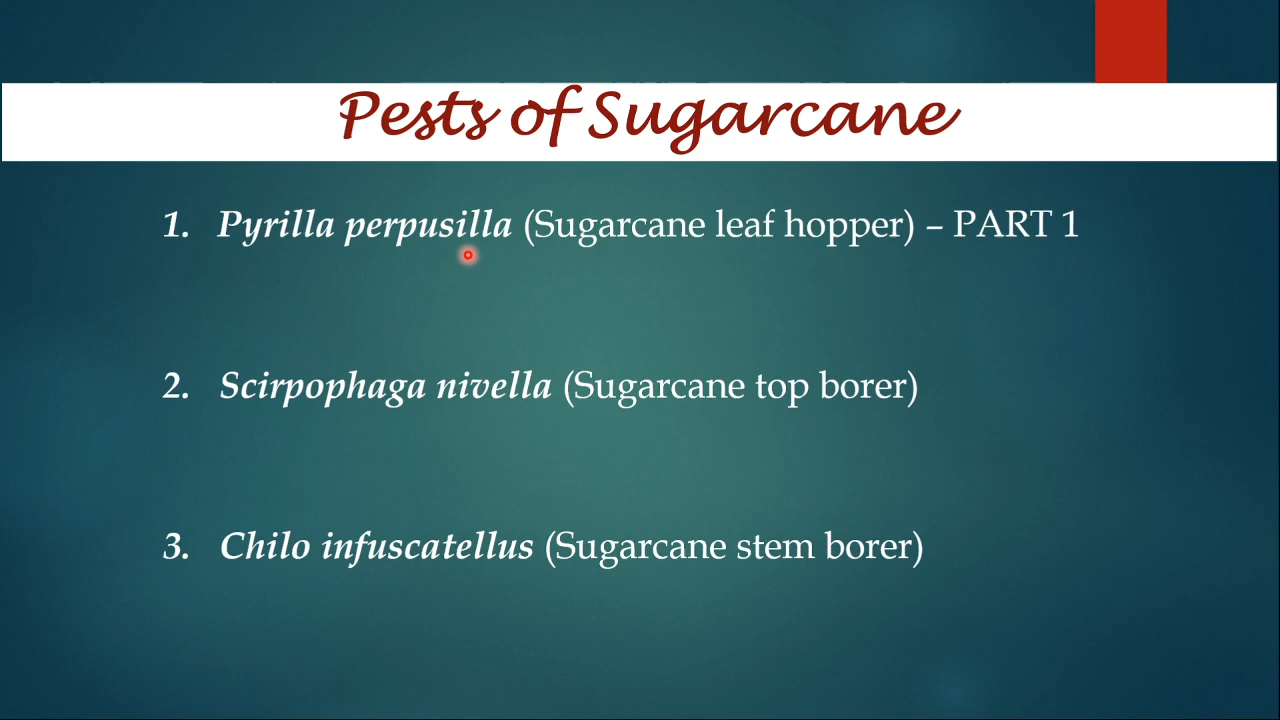 Pests of Sugarcane
1. Pyrilla perpusilla (Sugarcane leaf hopper) – PART 1
2. Scirpophaga nivella (Sugarcane top borer)
3. Chilo infuscatellus (Sugarcane stem borer)